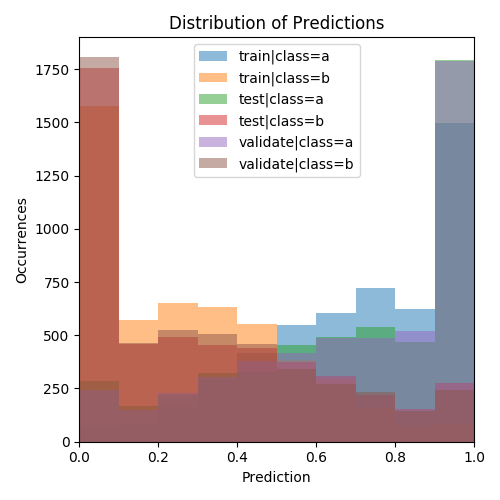 Distribution of Predictions
train|class=a
train|class=b
test|class=a
test|class=b
validate|class=a
validate|class=b
Occurrences
1750
1500
1250
1000
750
500
250
0
0.0 0.2 0.4 0.6 0.8 1.0
Prediction